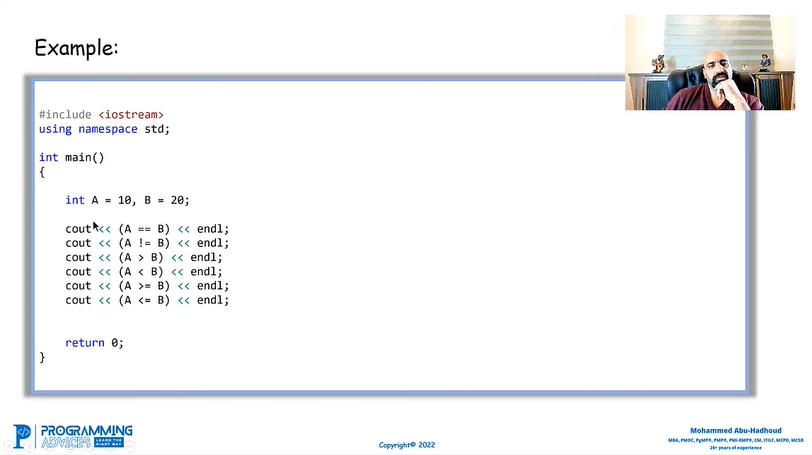 Example:
#include <iostream>
using namespace std;
int main()
{
int A = 10, B = 20;
cout << (A == B) << endl;
cout << (A != B) << endl;
cout << (A > B) << endl;
cout << (A < B) << endl;
cout << (A >= B) << endl;
cout << (A <= B) << endl;
return 0;
}
PROGRAMMING
ADVICES
LEARN THE
RIGHT WAY
Copyright© 2022
Mohammed Abu-Hadhoud
MBA, PMOC, PgMP®, PMP®, PMI-RMP®, CM, ITILF, MCPD, MCSD
20+ years of experience